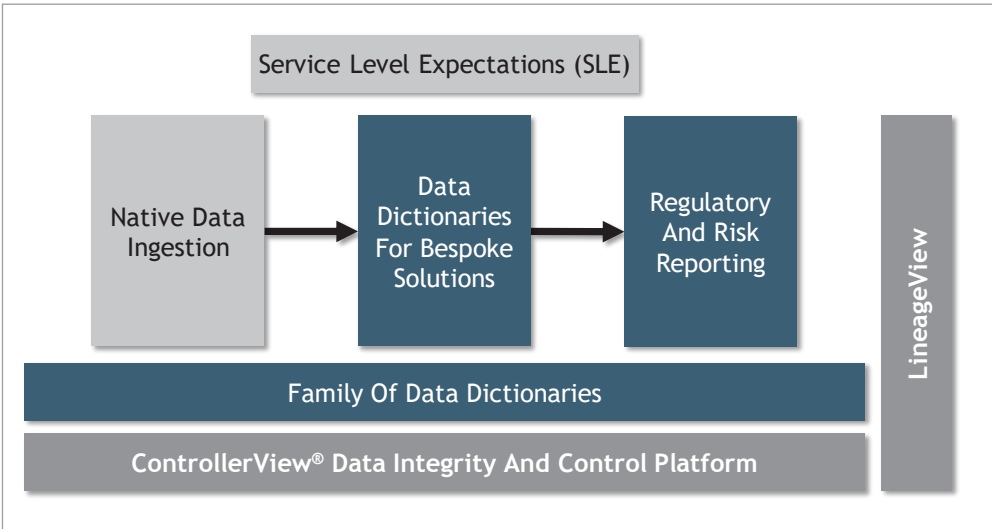 Service Level Expectations (SLE)
Native Data
Ingestion
Data
Dictionaries
For Bespoke
Solutions
Regulatory
And Risk
Reporting
LineageView
Family Of Data Dictionaries
ControllerView® Data Integrity And Control Platform